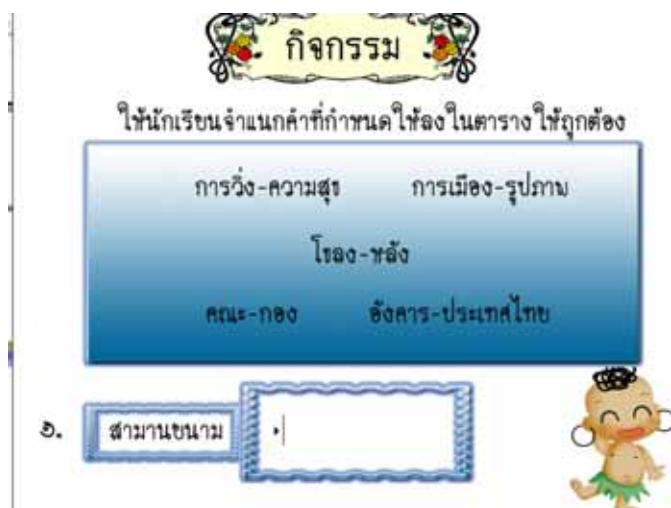 กิจกรรม
ให้นักเรียนจำแนกคำที่กำหนดให้ลงในตารางให้ถูกต้อง
การวิ่ง-ความสุข การเมือง-รูปภาพ
โขลง-หลัง
คณะ-กอง อังคาร-ประเทศไทย
๑. สามานยนาม